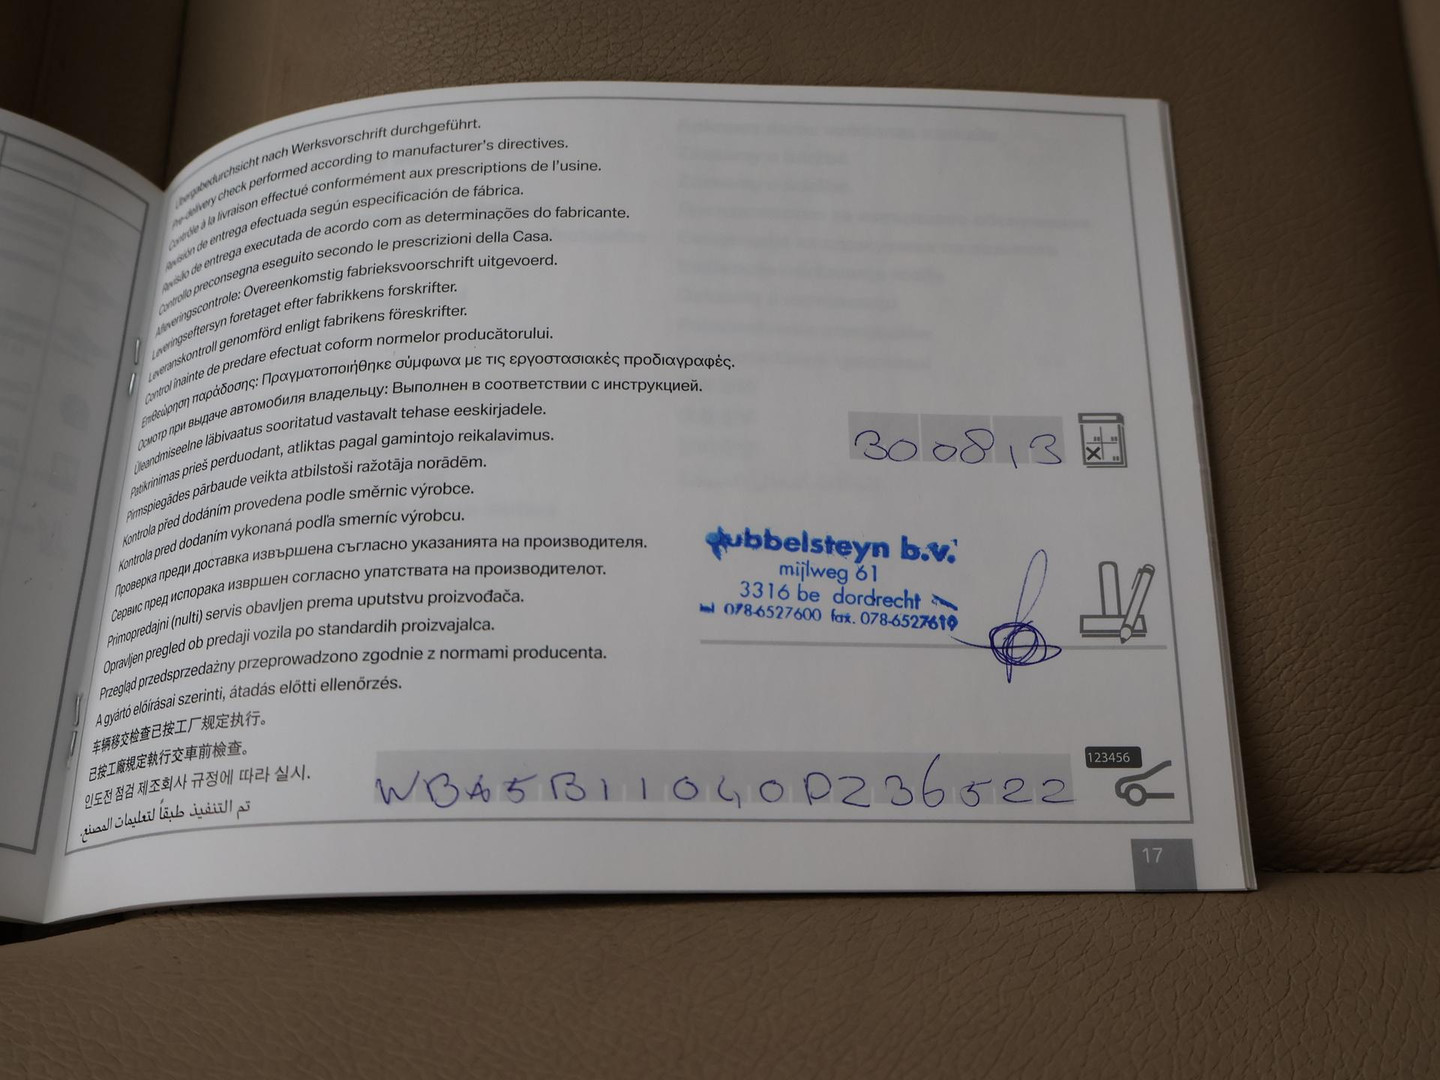 Übergabedurchsicht nach Werksvorschrift durchgeführt.
Pre-delivery check performed according to manufacturer's directives.
Contrôle à la livraison effectué conformément aux prescriptions de l'usine.
Revisión de entrega efectuada según especificación de fábrica.
Revisão de entrega executada de acordo com as determinações do fabricante.
Controllo preconsegna eseguito secondo le prescrizioni della Casa.
Afleveringscontrole: Overeenkomstig fabrieksvoorschrift uitgevoerd.
Leveringseftersyn foretaget efter fabrikkens forskrifter.
Leveranskontroll genomförd enligt fabrikens föreskrifter.
Control înainte de predare efectuat coform normelor producătorului.
Επιθεώρηση παράδοσης: Πραγματοποιήθηκε σύμφωνα με τις εργοστασιακές προδιαγραφές.
Осмотр при выдаче автомобиля владельцу: Выполнен в соответствии с инструкцией.
Üleandmiseelne läbivaatus sooritatud vastavalt tehase eeskirjadele.
Patikrinimas prieš perduodant, atliktas pagal gamintojo reikalavimus.
Pirmspiegādes pārbaude veikta atbilstoši ražotāja norādēm.
Kontrola před dodáním provedena podle směrnic výrobce.
Kontrola pred dodaním vykonaná podľa smerníc výrobcu.
Проверка преди доставка извършена съгласно указанията на производителя.
Сервис пред испорака извршен согласно упатствата на производителот.
Primopredajni (nulti) servis obavljen prema uputstvu proizvođača.
Opravljen pregled ob predaji vozila po standardih proizvajalca.
Przegląd przedsprzedażny przeprowadzono zgodnie z normami producenta.
A gyártó előírásai szerinti, átadás előtti ellenőrzés.
车辆移交检查已按工厂规定执行。
已按工廠規定執行交車前檢查。
인도전 점검 제조회사 규정에 따라 실시.
تم التنفيذ طبقاً لتعليمات المصنع.
300813
dubbelsteyn b.v.
mijlweg 61
3316 be dordrecht
tel 078-6527600 fax. 078-6527619
WBA5B11040DZ36522
123456
17